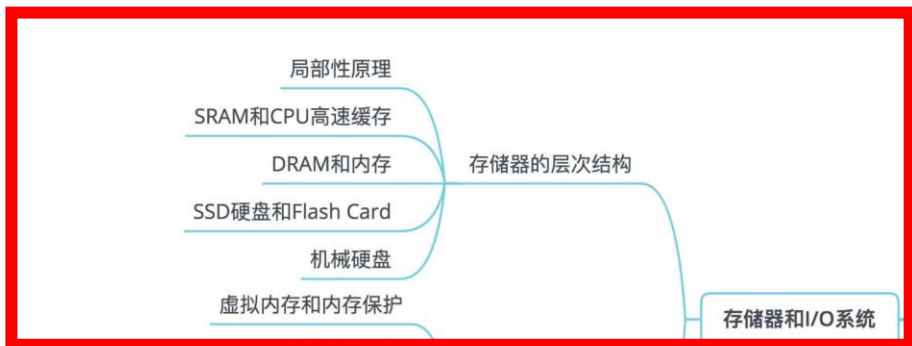 局部性原理
SRAM和CPU高速缓存
DRAM和内存
存储器的层次结构
SSD硬盘和Flash Card
机械硬盘
虚拟内存和内存保护
存储器和I/O系统